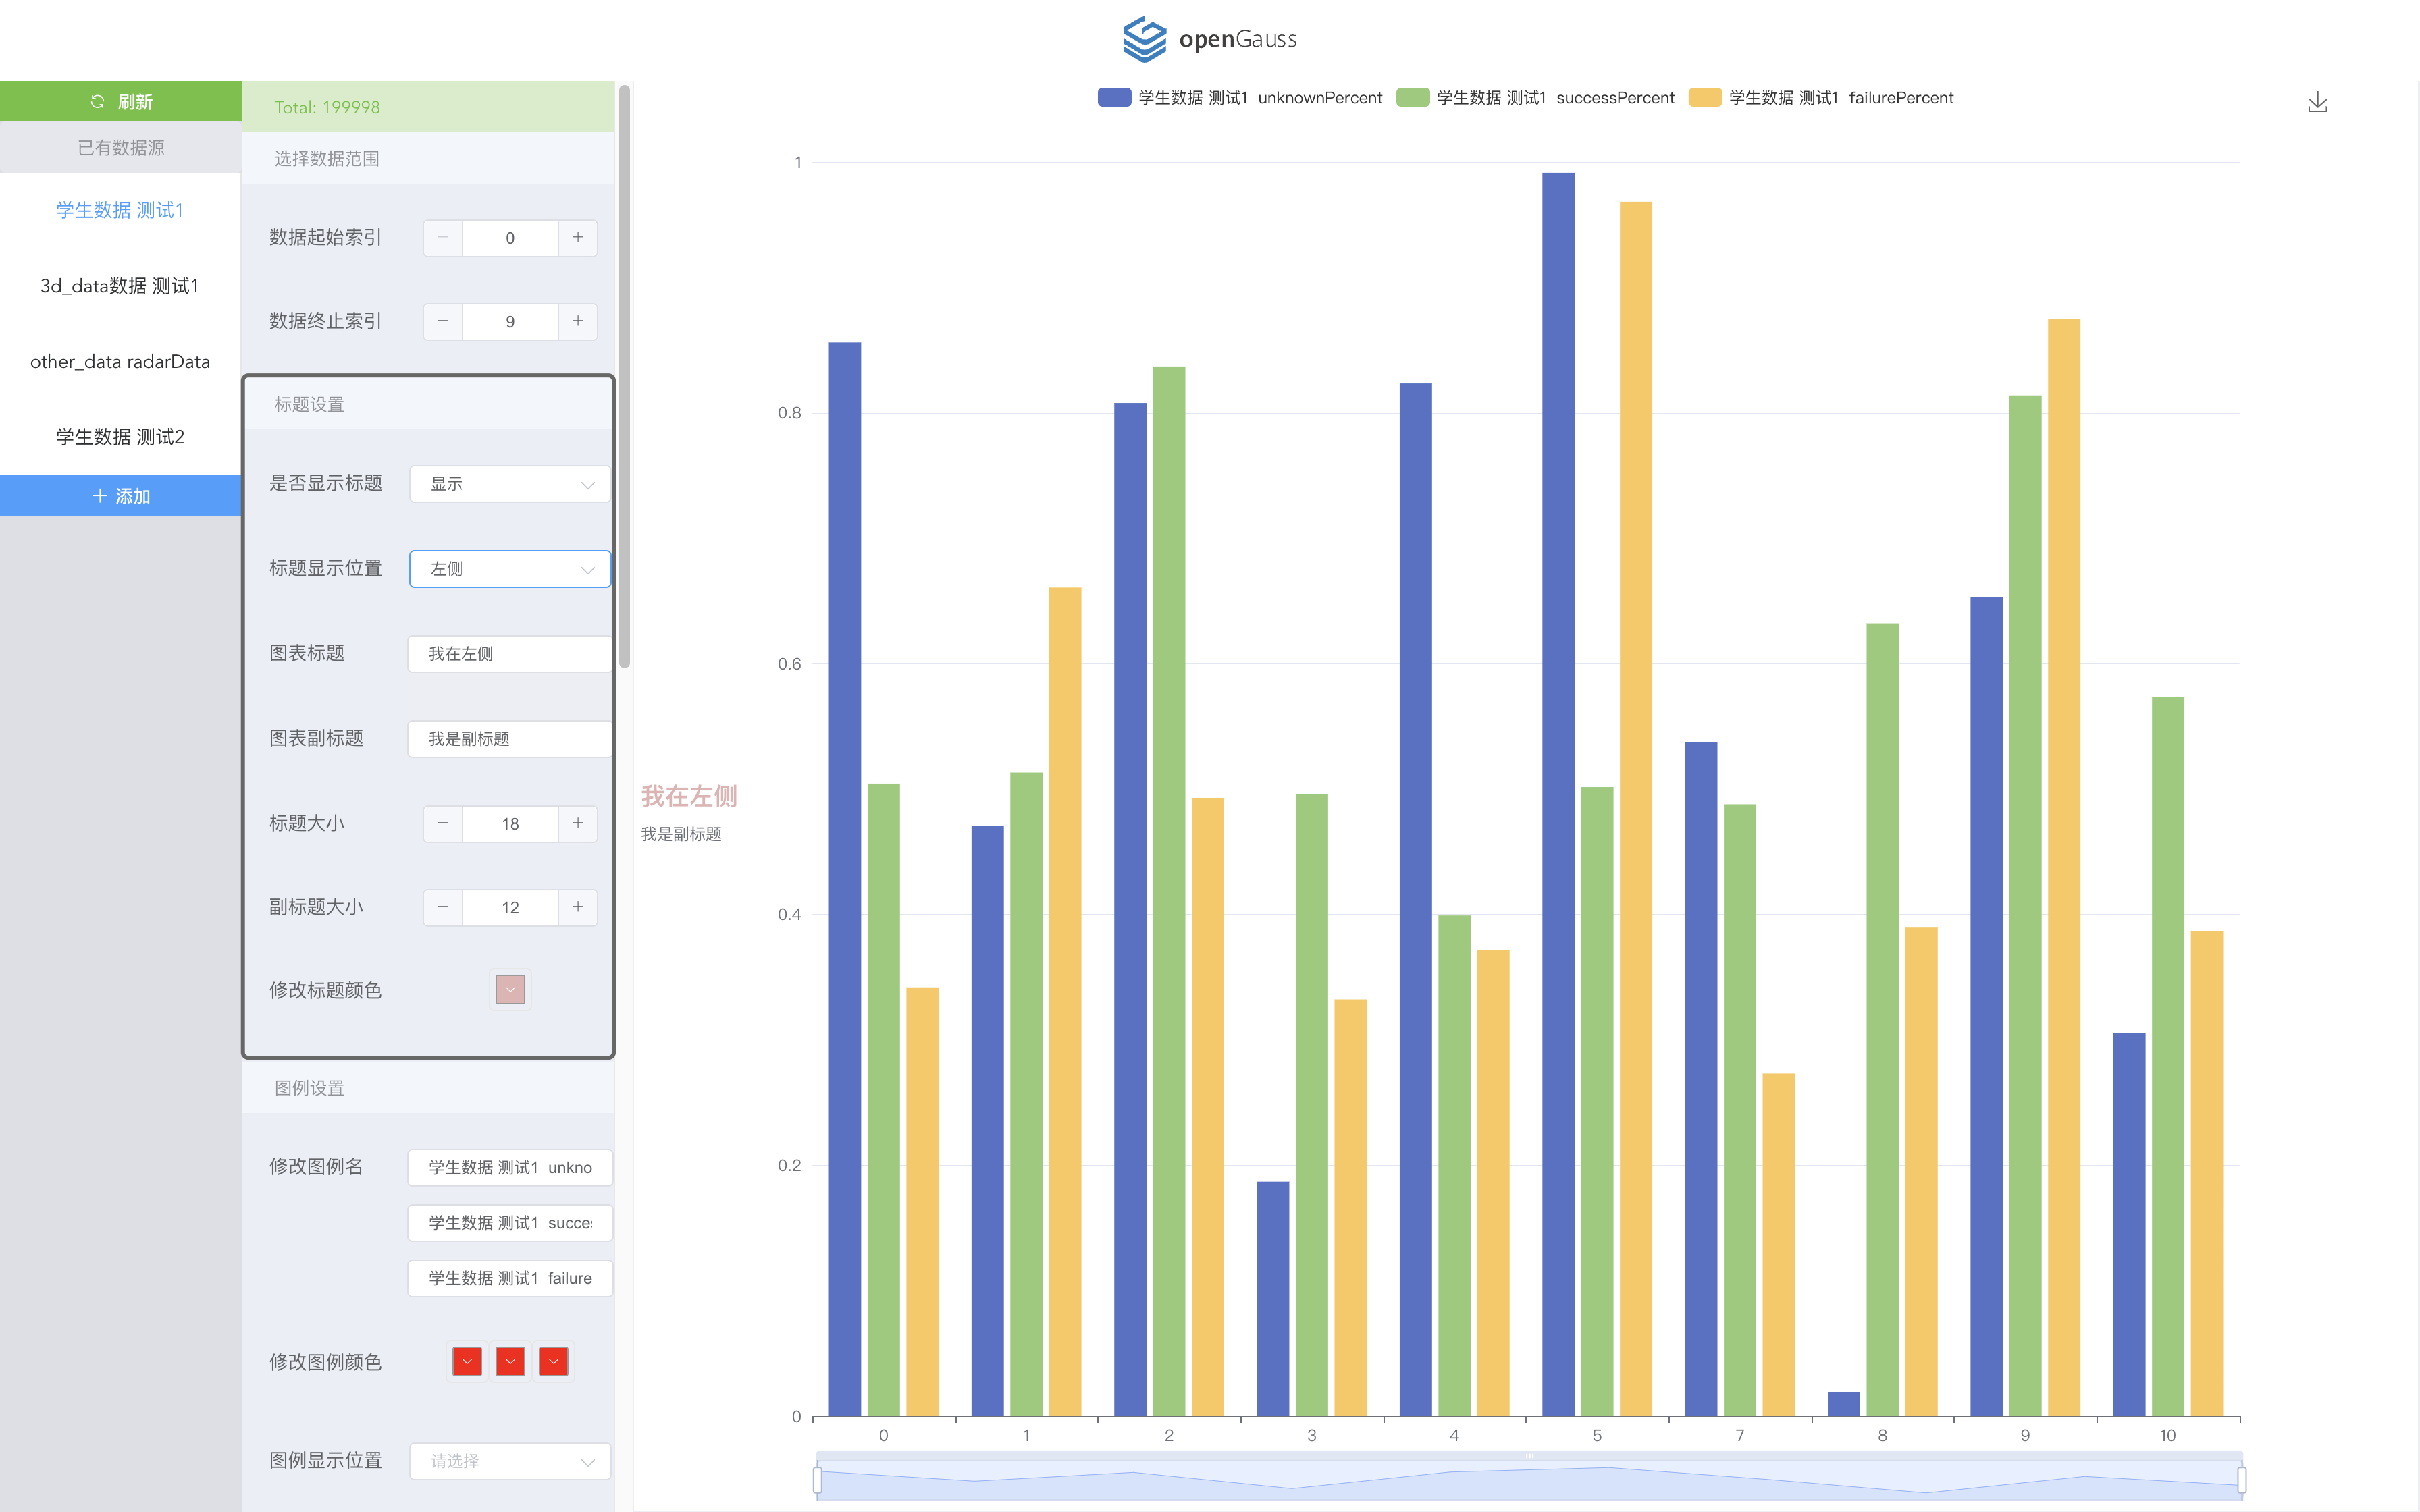 openGauss
刷新
已有数据源
学生数据 测试1
3d_data数据 测试1
other_data radarData
学生数据 测试2
添加
Total: 199998
选择数据范围
数据起始索引 0
数据终止索引 9
标题设置
是否显示标题 显示
标题显示位置 左侧
图表标题 我在左侧
图表副标题 我是副标题
标题大小 18
副标题大小 12
修改标题颜色
图例设置
修改图例名 学生数据 测试1 unkno
学生数据 测试1 succe
学生数据 测试1 failure
修改图例颜色
图例显示位置 请选择
学生数据 测试1 unknownPercent 学生数据 测试1 successPercent 学生数据 测试1 failurePercent
我在左侧
我是副标题
1
0.8
0.6
0.4
0.2
0
0 1 2 3 4 5 7 8 9 10